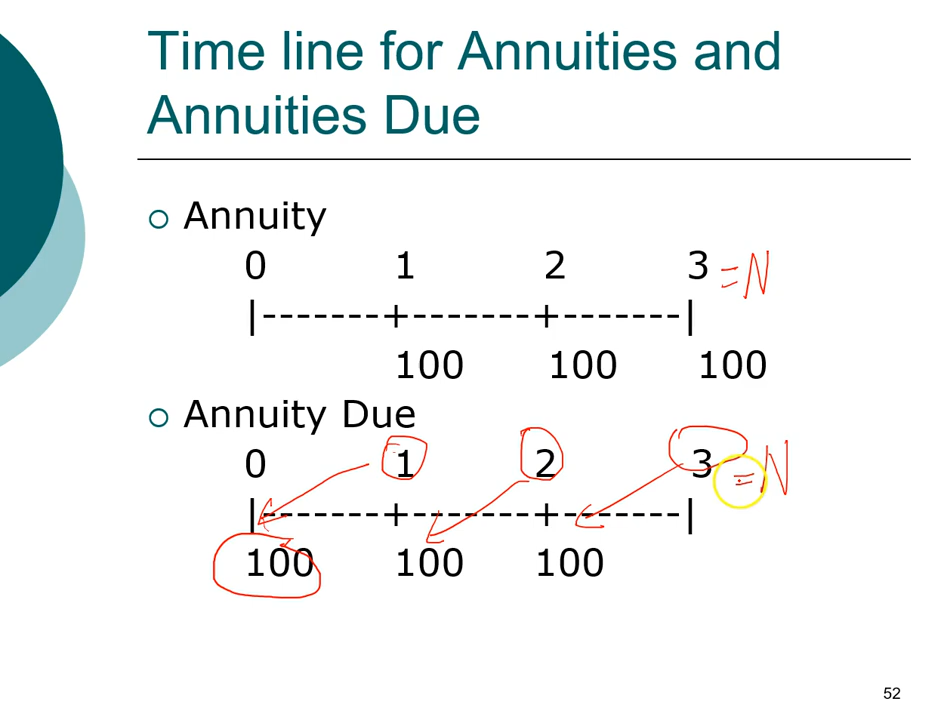 Time line for Annuities and
Annuities Due
Annuity
0 1 2 3 =N
|-------+-------+-------|
100 100 100
Annuity Due
0 1 2 3 =N
|-------+-------+-------|
100 100 100
52